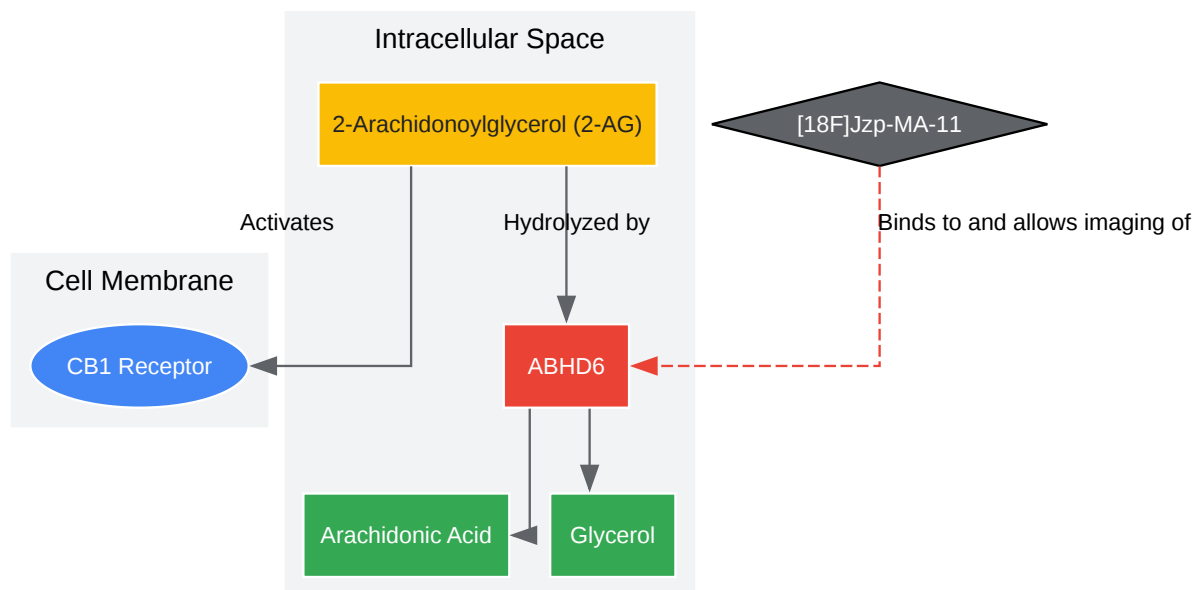 Intracellular Space
2-Arachidonoylglycerol (2-AG)
[18F]Jzp-MA-11
Activates
Hydrolyzed by
Binds to and allows imaging of
Cell Membrane
CB1 Receptor
ABHD6
Arachidonic Acid
Glycerol